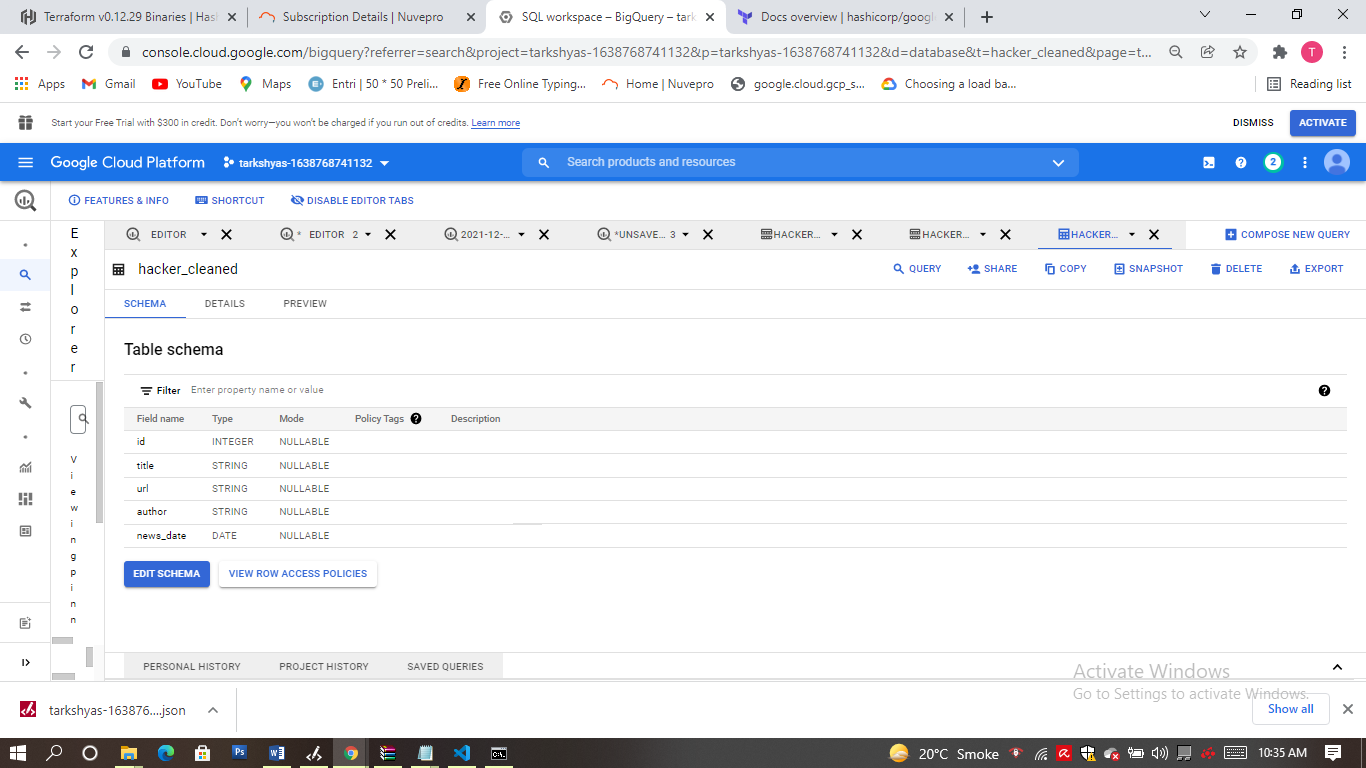 Terraform v0.12.29 Binaries | Hash
Subscription Details | Nuvepro
SQL workspace – BigQuery – tark
Docs overview | hashicorp/google
console.cloud.google.com/bigquery?referrer=search&project=tarkshyas-1638768741132&p=tarkshyas-1638768741132&d=database&t=hacker_cleaned&page=t...
T
Apps
Gmail
YouTube
Maps
Entri | 50 * 50 Preli...
Free Online Typing...
Home | Nuvepro
google.cloud.gcp_s...
Choosing a load ba...
Reading list
Start your Free Trial with $300 in credit. Don't worry—you won't be charged if you run out of credits. Learn more
DISMISS
ACTIVATE
Google Cloud Platform
tarkshyas-1638768741132
Search products and resources
2
FEATURES & INFO
SHORTCUT
DISABLE EDITOR TABS
Explorer
EDITOR
* EDITOR 2
2021-12-...
*UNSAVE... 3
HACKER...
HACKER...
HACKER...
COMPOSE NEW QUERY
hacker_cleaned
QUERY
SHARE
COPY
SNAPSHOT
DELETE
EXPORT
SCHEMA
DETAILS
PREVIEW
Table schema
Filter
Enter property name or value
Field name Type Mode Policy Tags Description
id INTEGER NULLABLE
title STRING NULLABLE
url STRING NULLABLE
author STRING NULLABLE
news_date DATE NULLABLE
Viewing pinn
EDIT SCHEMA
VIEW ROW ACCESS POLICIES
PERSONAL HISTORY
PROJECT HISTORY
SAVED QUERIES
Activate Windows
Go to Settings to activate Windows.
tarkshyas-163876....json
Show all
20°C Smoke
10:35 AM